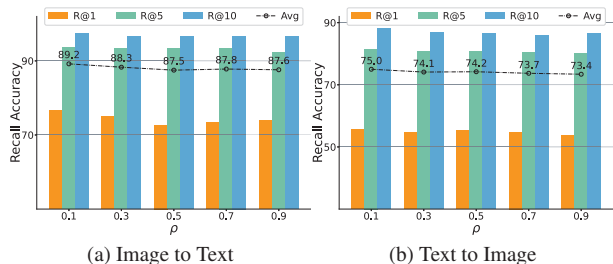 R@1 R@5 R@10 Avg
Recall Accuracy
90
70
89.2 88.3 87.5 87.8 87.6
0.1 0.3 0.5 0.7 0.9
ρ
(a) Image to Text
R@1 R@5 R@10 Avg
Recall Accuracy
90
70
50
75.0 74.1 74.2 73.7 73.4
0.1 0.3 0.5 0.7 0.9
ρ
(b) Text to Image